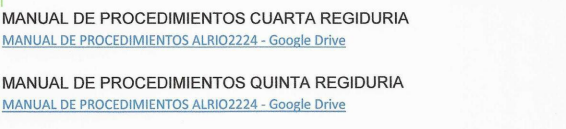 MANUAL DE PROCEDIMIENTOS CUARTA REGIDURIA
MANUAL DE PROCEDIMIENTOS ALRIO2224 - Google Drive
MANUAL DE PROCEDIMIENTOS QUINTA REGIDURIA
MANUAL DE PROCEDIMIENTOS ALRIO2224 - Google Drive